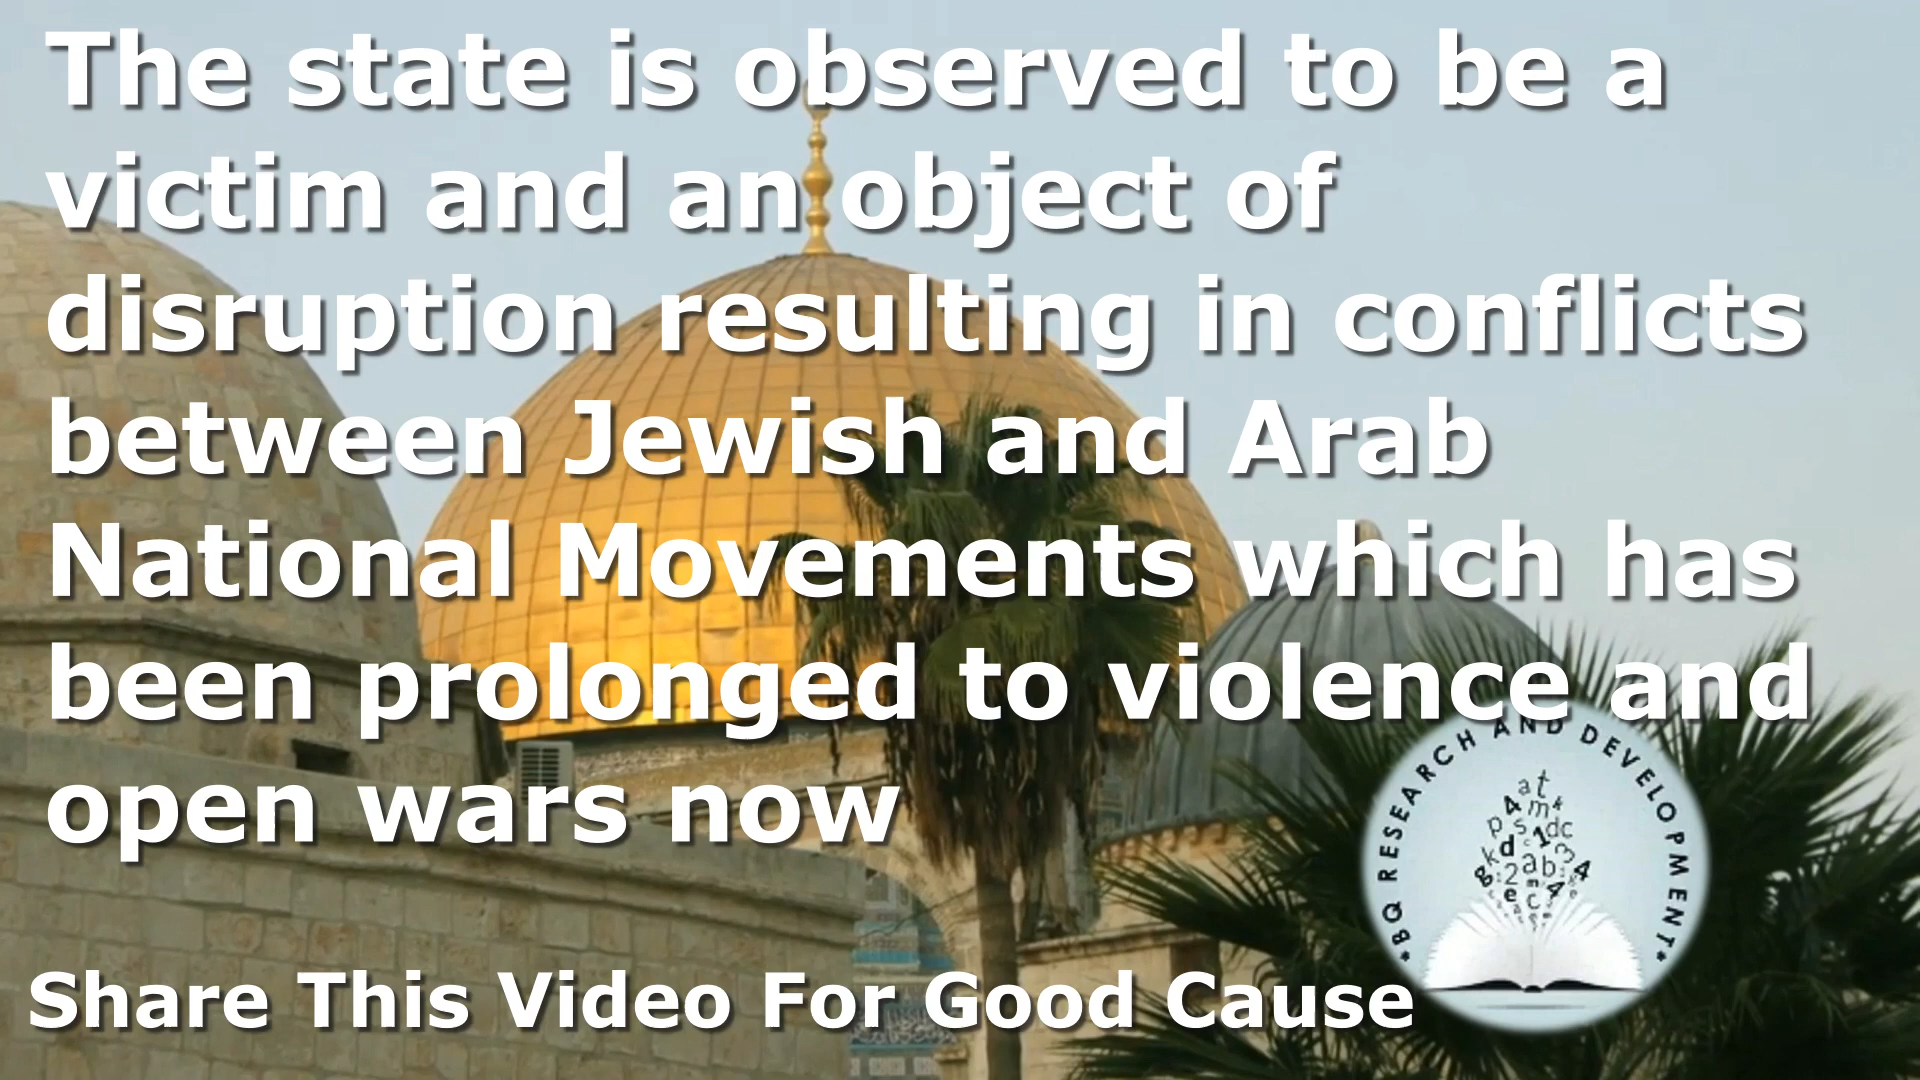 The state is observed to be a
victim and an object of
disruption resulting in conflicts
between Jewish and Arab
National Movements which has
been prolonged to violence and
open wars now
*BQ RESEARCH AND DEVELOPMENT*
Share This Video For Good Cause